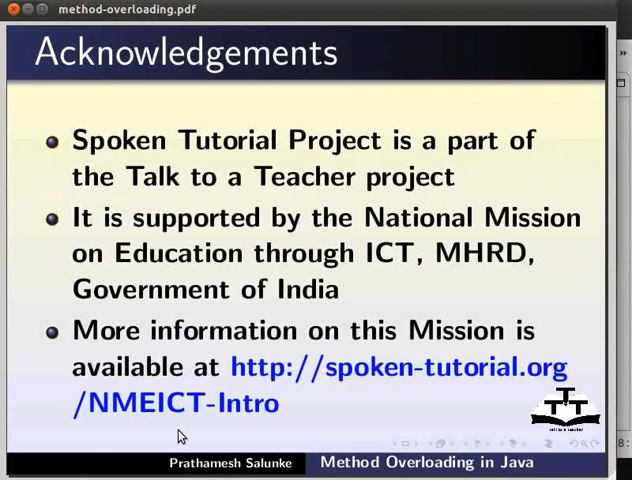 method-overloading.pdf
Acknowledgements
Spoken Tutorial Project is a part of
the Talk to a Teacher project
It is supported by the National Mission
on Education through ICT, MHRD,
Government of India
More information on this Mission is
available at http://spoken-tutorial.org
/NMEICT-Intro
Prathamesh Salunke Method Overloading in Java